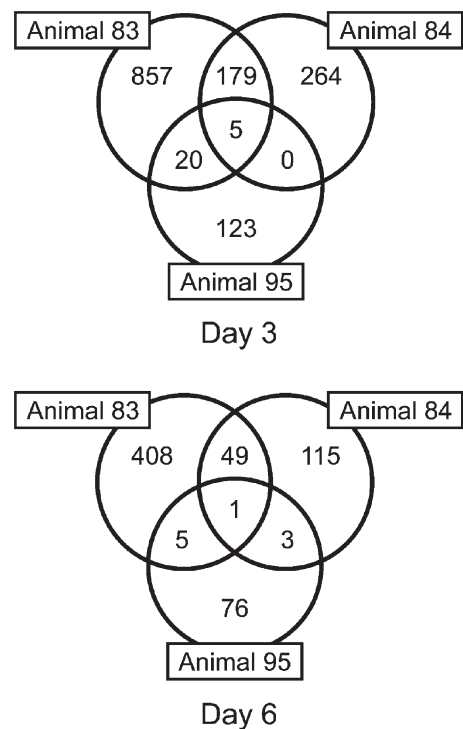 Animal 83 Animal 84
857 179 264
5
20 0
123
Animal 95
Day 3
Animal 83 Animal 84
408 49 115
1
5 3
76
Animal 95
Day 6